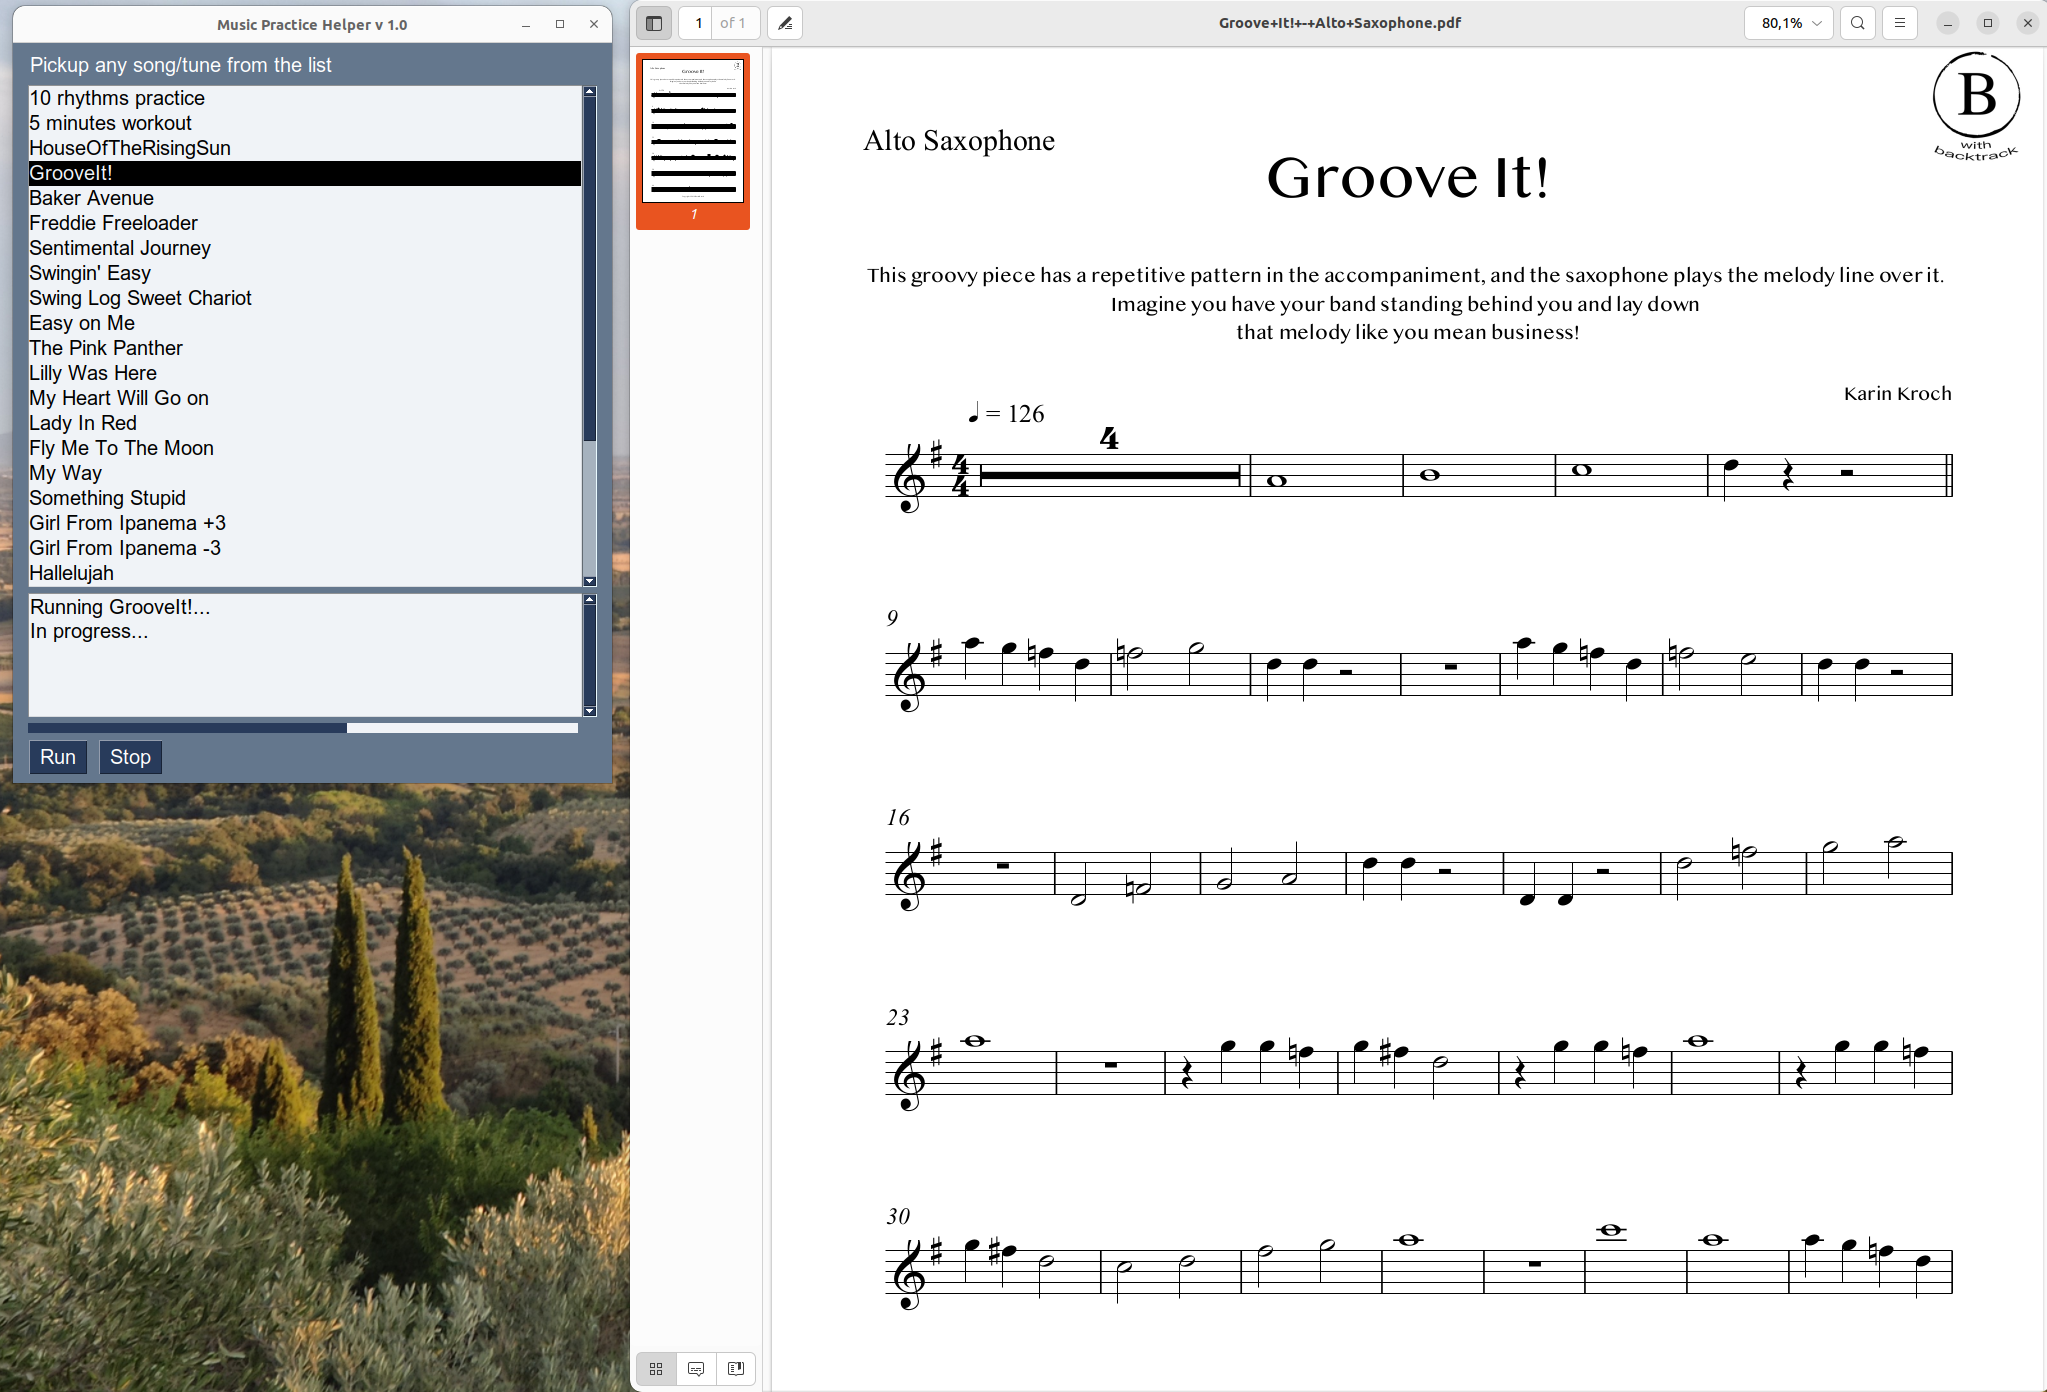 Music Practice Helper v 1.0
Pickup any song/tune from the list
10 rhythms practice
5 minutes workout
HouseOfTheRisingSun
GrooveIt!
Baker Avenue
Freddie Freeloader
Sentimental Journey
Swingin' Easy
Swing Log Sweet Chariot
Easy on Me
The Pink Panther
Lilly Was Here
My Heart Will Go on
Lady In Red
Fly Me To The Moon
My Way
Something Stupid
Girl From Ipanema +3
Girl From Ipanema -3
Hallelujah
Running GrooveIt!...
In progress...
Run Stop
1 of 1
Groove+It!+-+Alto+Saxophone.pdf
80,1%
Groove It!
1
B
with
backtrack
Alto Saxophone
Groove It!
This groovy piece has a repetitive pattern in the accompaniment, and the saxophone plays the melody line over it.
Imagine you have your band standing behind you and lay down
that melody like you mean business!
Karin Kroch
♩ = 126
4
4
4
9
16
23
30